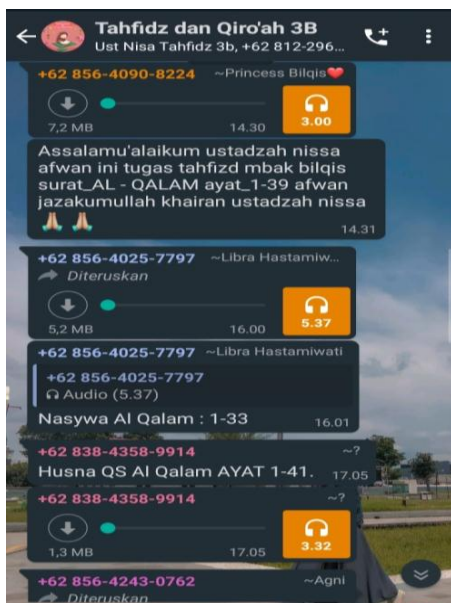 Tahfidz dan Qiro'ah 3B
Ust Nisa Tahfidz 3b, +62 812-296...
+62 856-4090-8224 ~Princess Bilqis❤
7,2 MB 14.30 3.00
Assalamu'alaikum ustadzah nissa
afwan ini tugas tahfizd mbak bilqis
surat_AL - QALAM ayat_1-39 afwan
jazakumullah khairan ustadzah nissa
🙏🏻 🙏🏻
14.31
+62 856-4025-7797 ~Libra Hastamiw...
Diteruskan
5,2 MB 16.00 5.37
+62 856-4025-7797 ~Libra Hastamiwati
+62 856-4025-7797
Audio (5.37)
Nasywa Al Qalam : 1-33 16.01
+62 838-4358-9914 ~?
Husna QS Al Qalam AYAT 1-41. 17.05
+62 838-4358-9914 ~?
1,3 MB 17.05 3.32
+62 856-4243-0762 ~Agni
Diteruskan